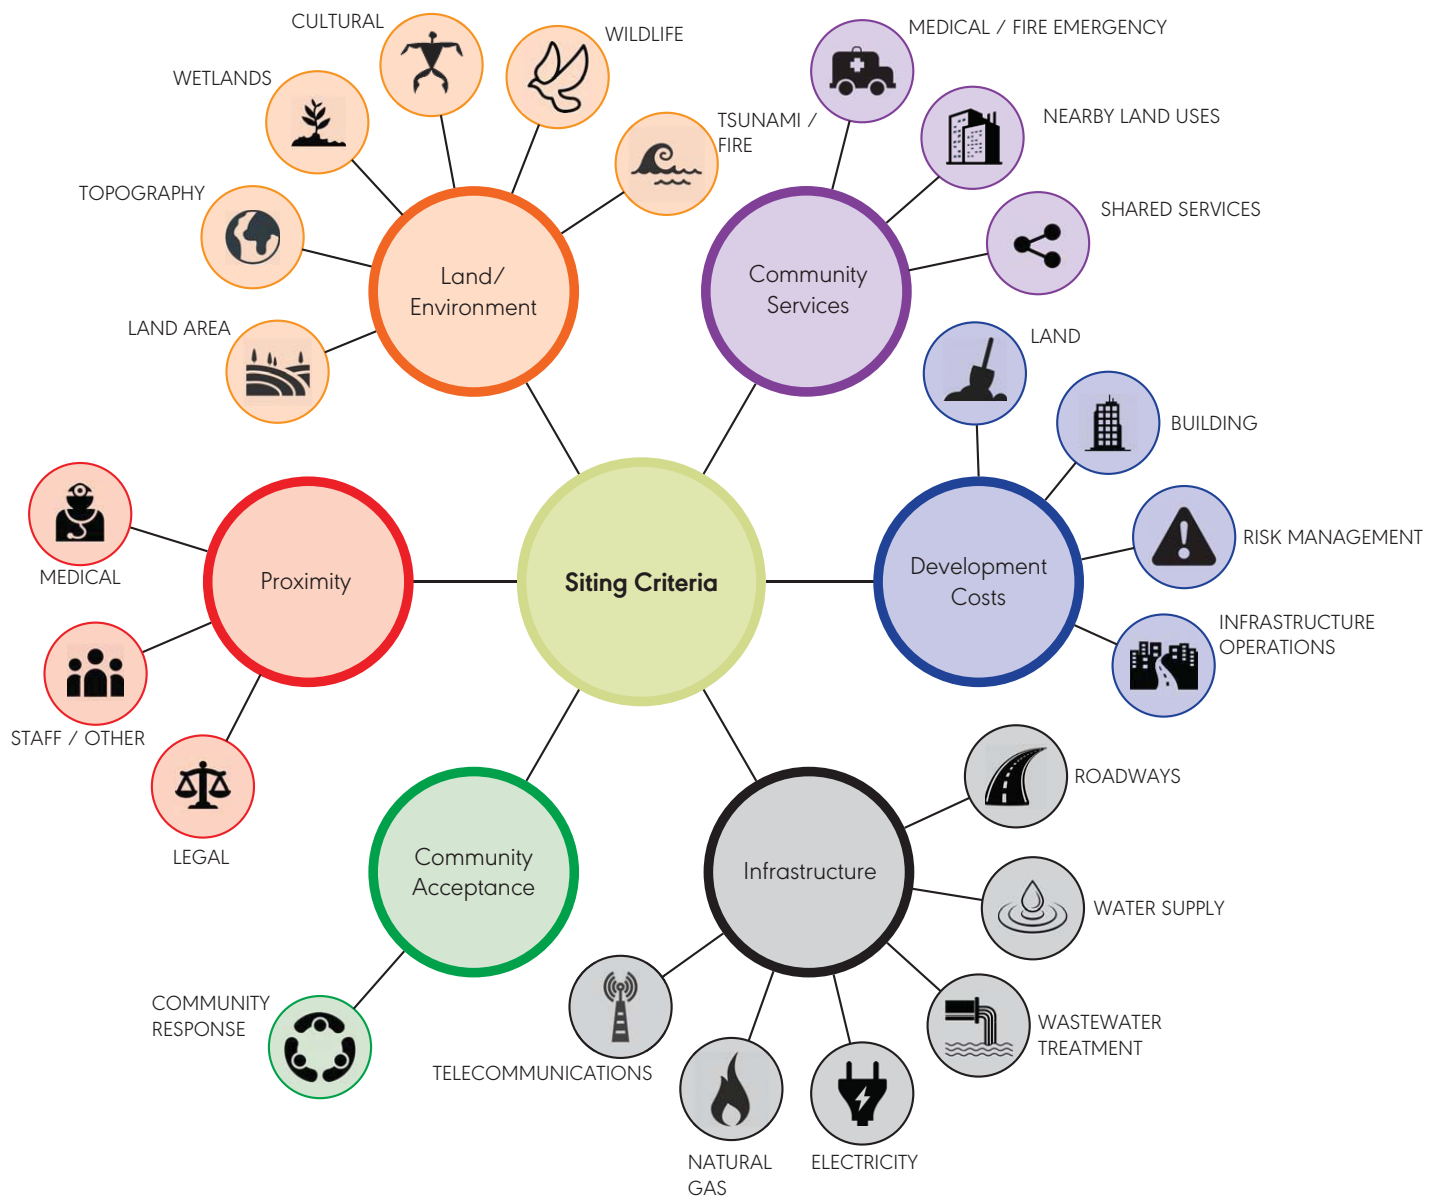 CULTURAL
WILDLIFE
WETLANDS
TSUNAMI /
FIRE
TOPOGRAPHY
LAND AREA
Land/
Environment
MEDICAL / FIRE EMERGENCY
NEARBY LAND USES
SHARED SERVICES
Community
Services
LAND
BUILDING
RISK MANAGEMENT
INFRASTRUCTURE
OPERATIONS
Development
Costs
Siting Criteria
Proximity
MEDICAL
STAFF / OTHER
LEGAL
Community
Acceptance
COMMUNITY
RESPONSE
Infrastructure
ROADWAYS
WATER SUPPLY
WASTEWATER
TREATMENT
ELECTRICITY
NATURAL
GAS
TELECOMMUNICATIONS